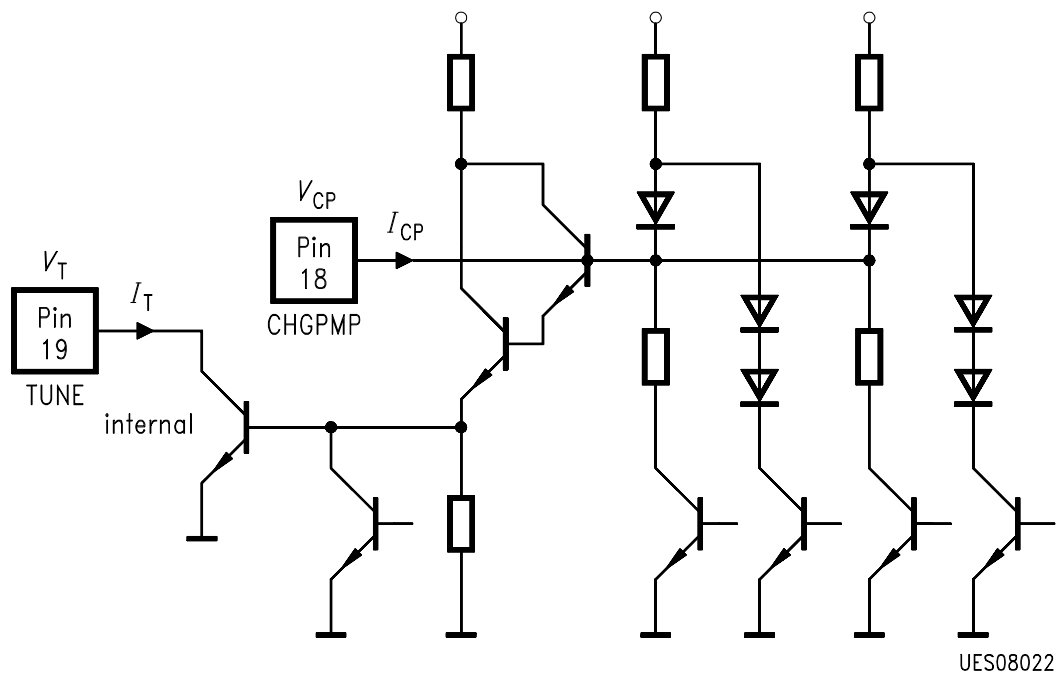 V_CP
I_CP
Pin
18
CHGPMP
V_T
I_T
Pin
19
TUNE
internal
UES08022